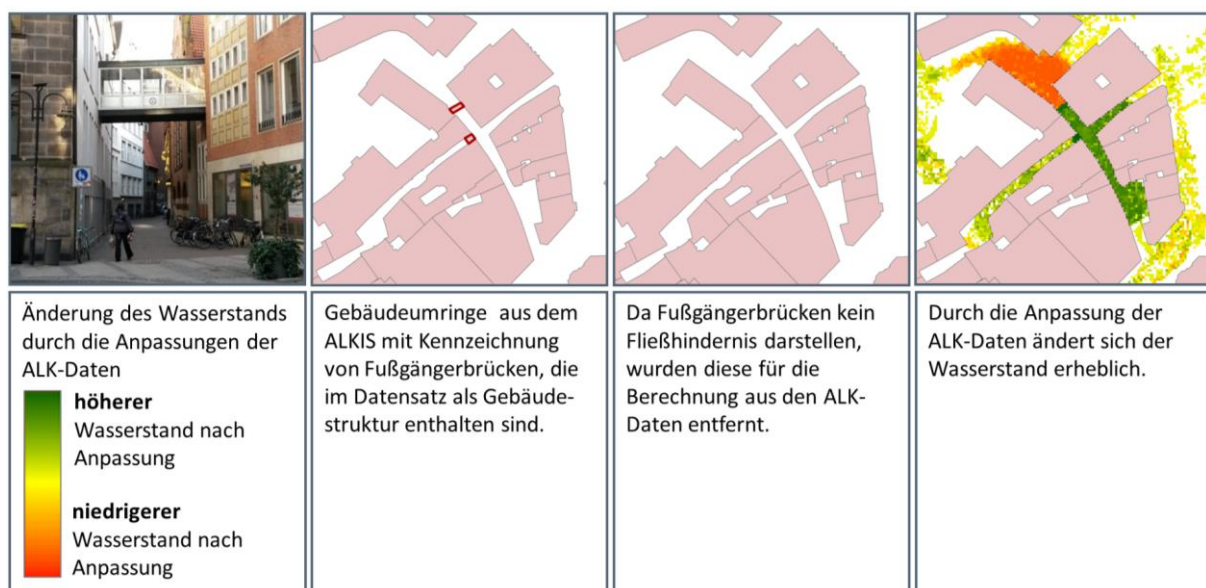 Änderung des Wasserstands
durch die Anpassungen der
ALK-Daten
höherer
Wasserstand nach
Anpassung
niedrigerer
Wasserstand nach
Anpassung
Gebäudeumringe aus dem
ALKIS mit Kennzeichnung
von Fußgängerbrücken, die
im Datensatz als Gebäude-
struktur enthalten sind.
Da Fußgängerbrücken kein
Fließhindernis darstellen,
wurden diese für die
Berechnung aus den ALK-
Daten entfernt.
Durch die Anpassung der
ALK-Daten ändert sich der
Wasserstand erheblich.